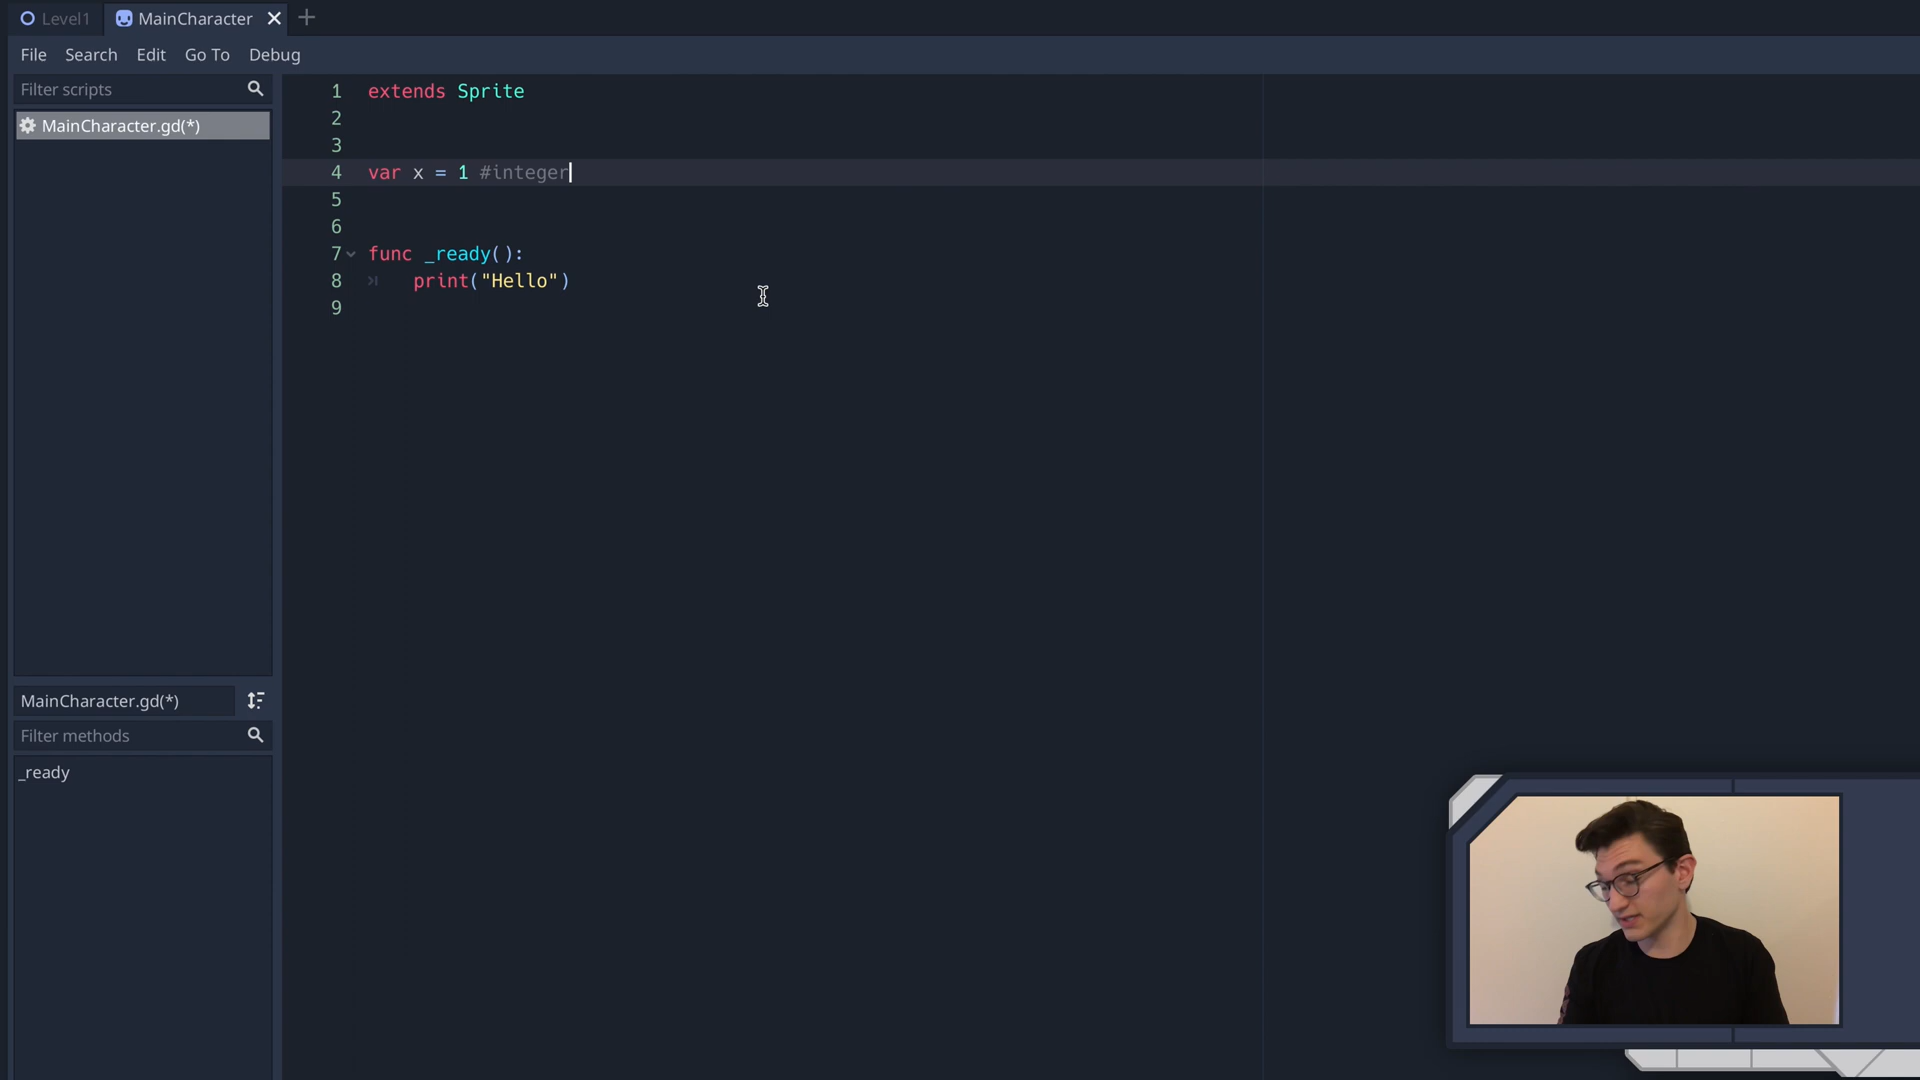 Level1
MainCharacter
File Search Edit Go To Debug
Filter scripts
MainCharacter.gd(*)
1 extends Sprite
2
3
4 var x = 1 #integer
5
6
7 func _ready():
8 print("Hello")
9
MainCharacter.gd(*)
Filter methods
_ready